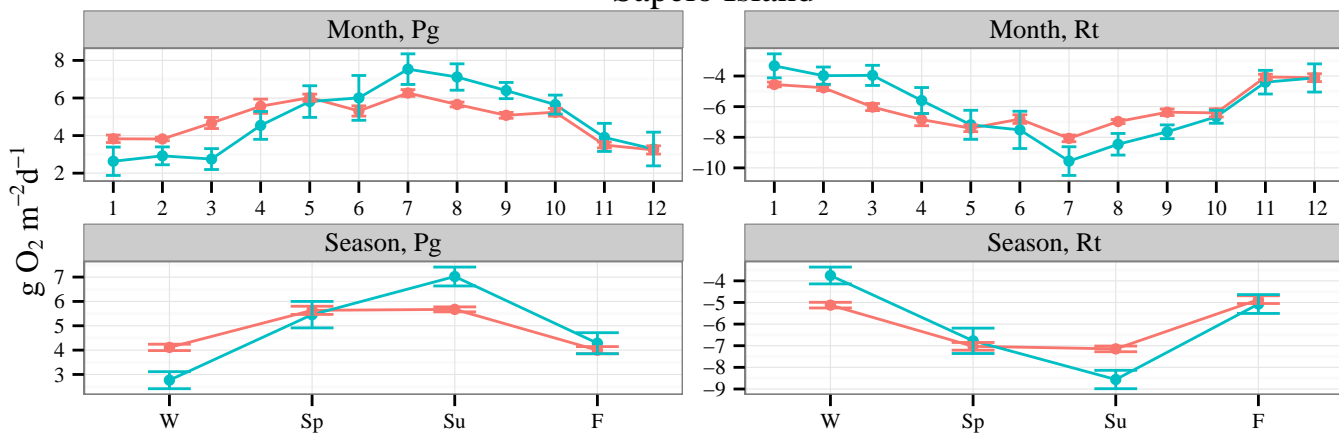 Sapelo Island
Month, Pg
Month, Rt
8
6
4
2
−4
−6
−8
−10
1 2 3 4 5 6 7 8 9 10 11 12
1 2 3 4 5 6 7 8 9 10 11 12
g O₂ m⁻²d⁻¹
Season, Pg
Season, Rt
7
6
5
4
3
−4
−5
−6
−7
−8
−9
W Sp Su F
W Sp Su F